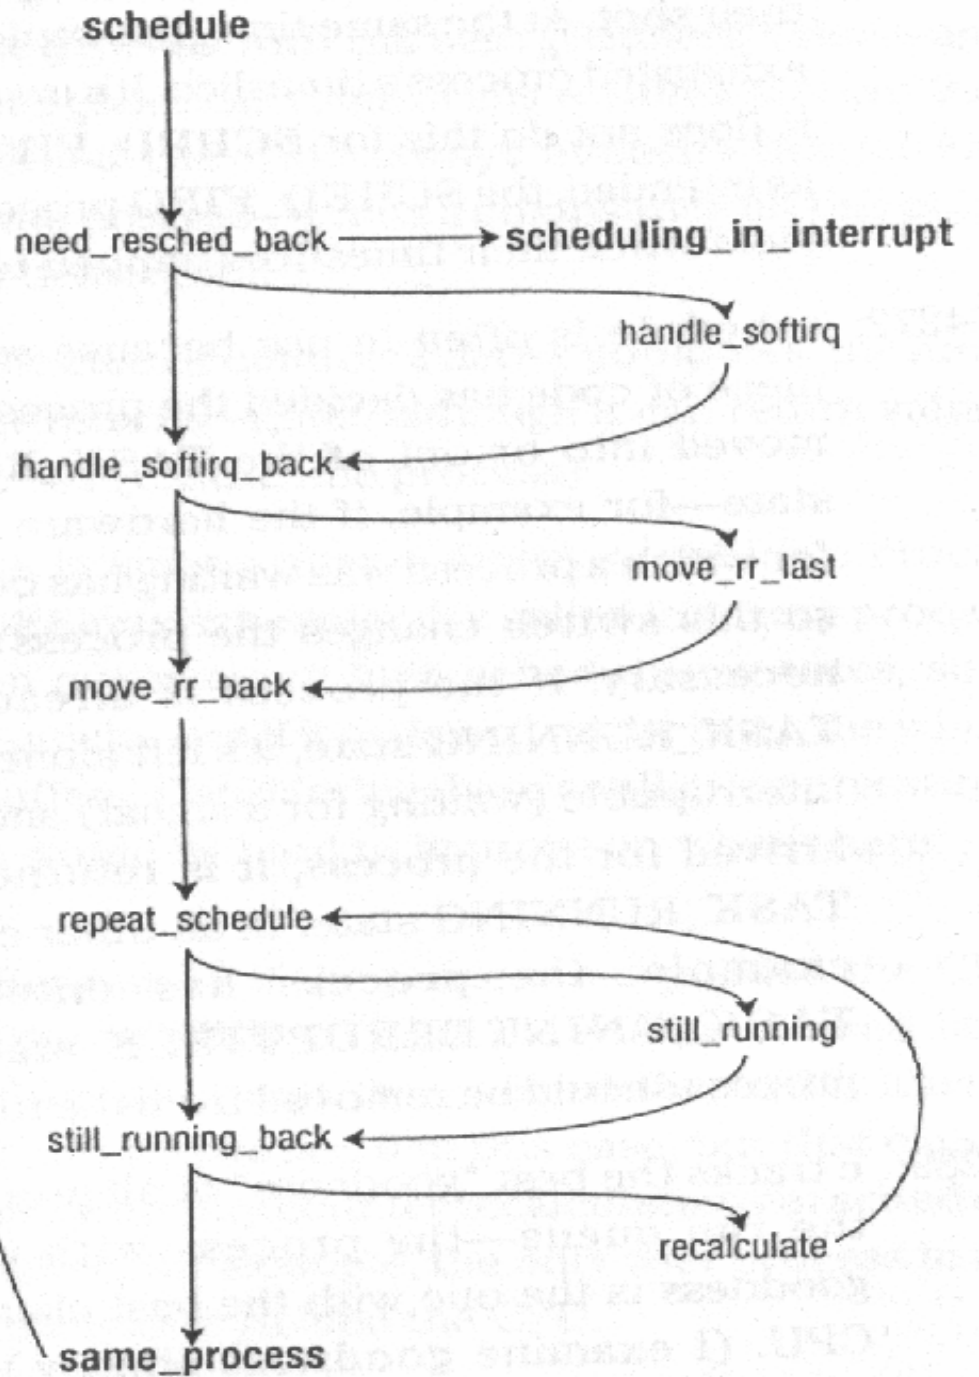 schedule
need_resched_back
scheduling_in_interrupt
handle_softirq
handle_softirq_back
move_rr_last
move_rr_back
repeat_schedule
still_running
still_running_back
recalculate
same_process